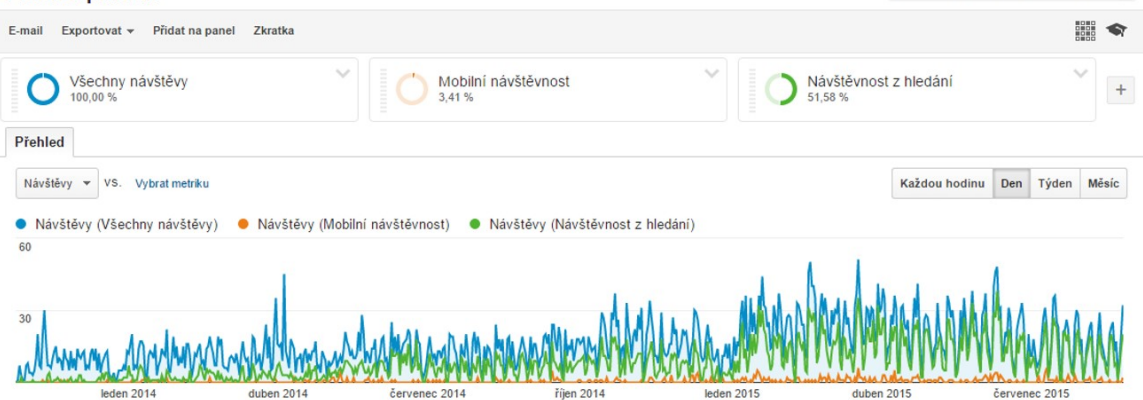 E-mail Exportovat Přidat na panel Zkratka
Všechny návštěvy
100,00 %
Mobilní návštěvnost
3,41 %
Návštěvnost z hledání
51,58 %
+
Přehled
Návštěvy VS. Vybrat metriku
Každou hodinu Den Týden Měsíc
Návštěvy (Všechny návštěvy) Návštěvy (Mobilní návštěvnost) Návštěvy (Návštěvnost z hledání)
60
30
leden 2014 duben 2014 červenec 2014 říjen 2014 leden 2015 duben 2015 červenec 2015